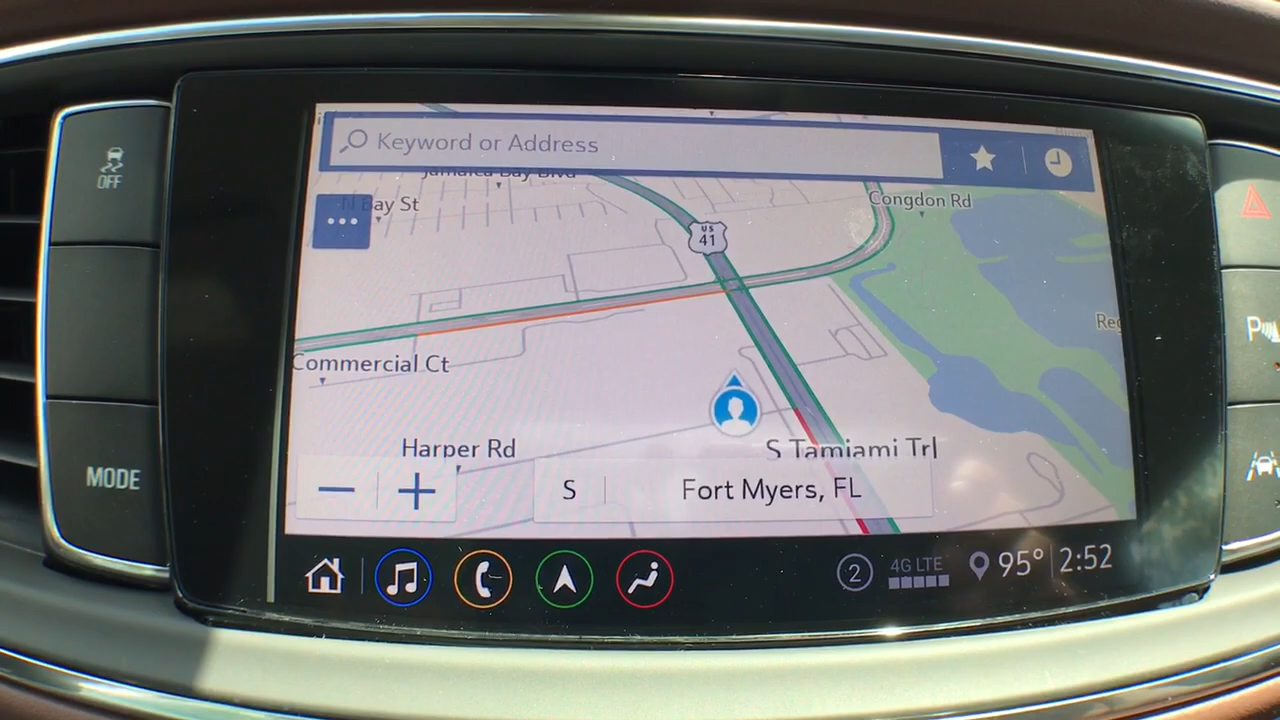 Keyword or Address
OFF
Jamaica Bay Blvd
N Bay St
Congdon Rd
US
41
Commercial Ct
Harper Rd
S Tamiami Trl
S
Fort Myers, FL
MODE
P
2
4G LTE
95° 2:52